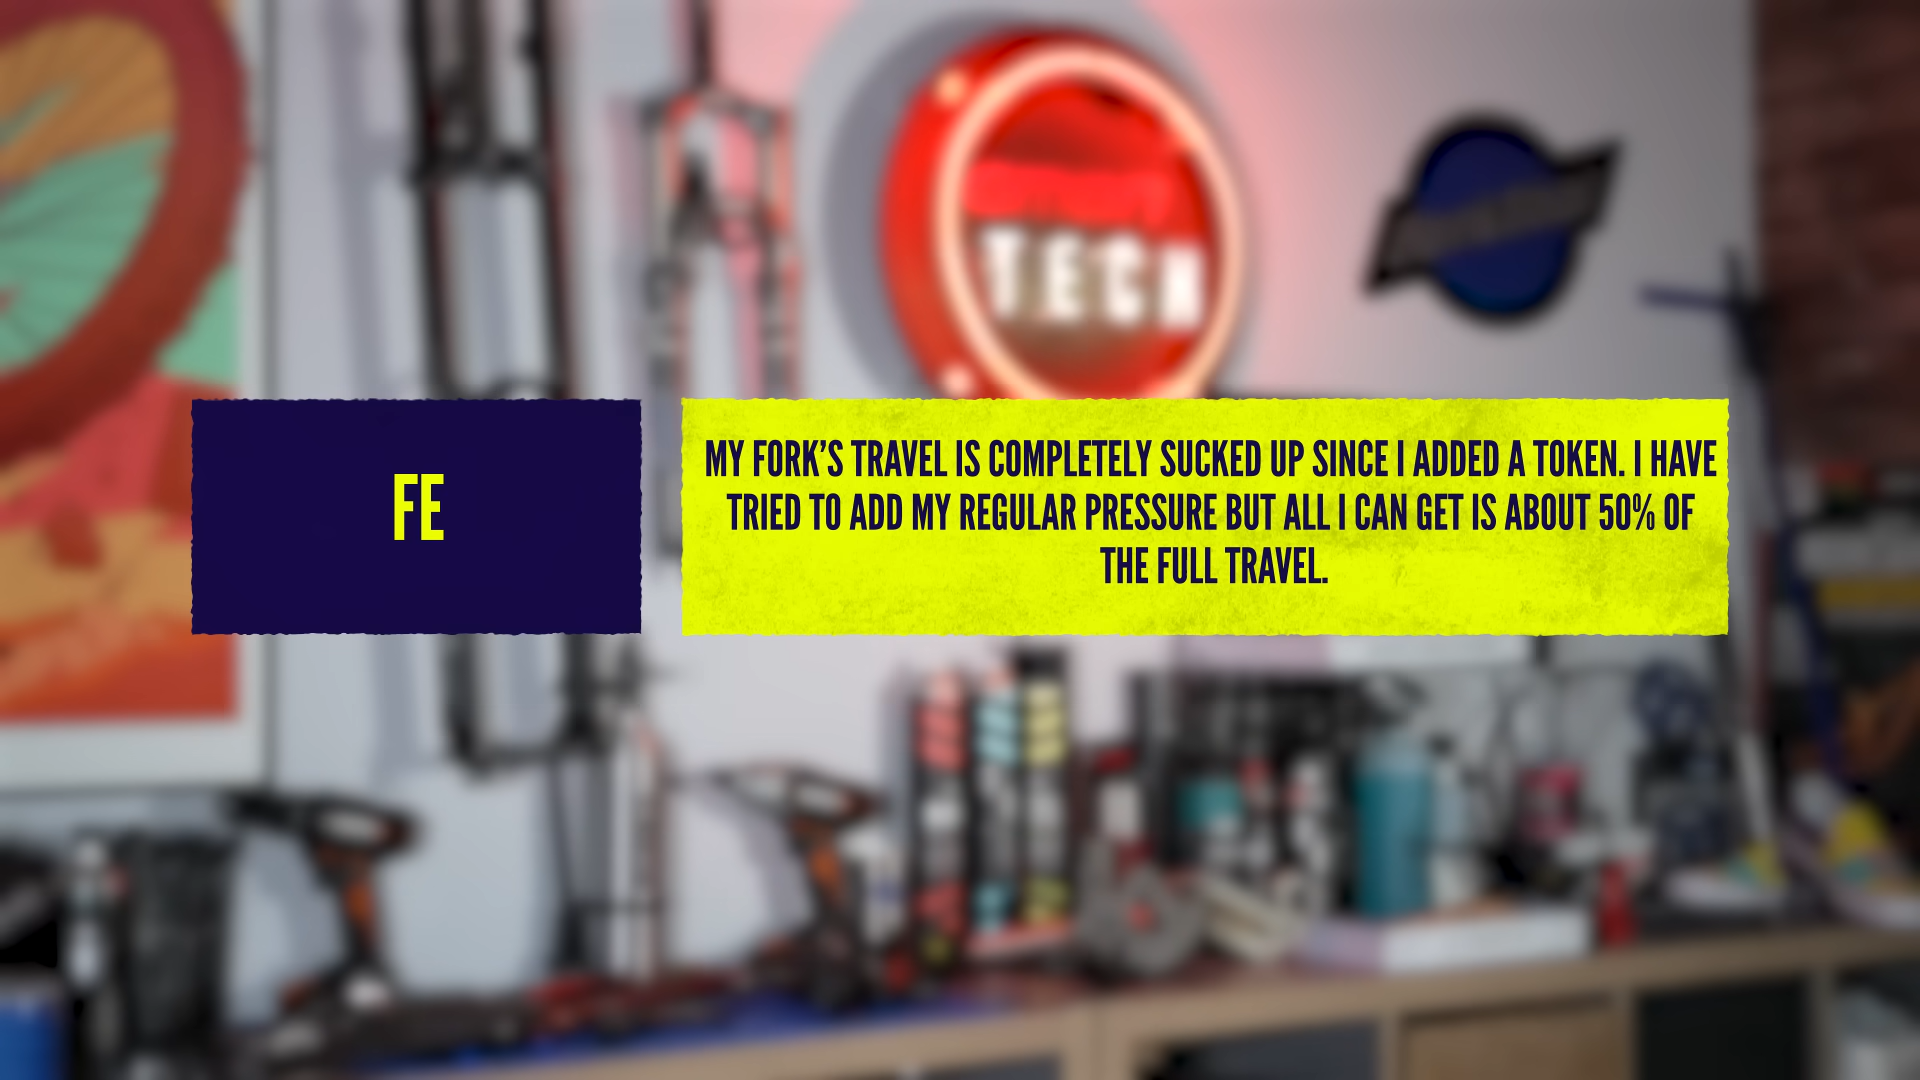 TECH
FE
MY FORK’S TRAVEL IS COMPLETELY SUCKED UP SINCE I ADDED A TOKEN. I HAVE
TRIED TO ADD MY REGULAR PRESSURE BUT ALL I CAN GET IS ABOUT 50% OF
THE FULL TRAVEL.